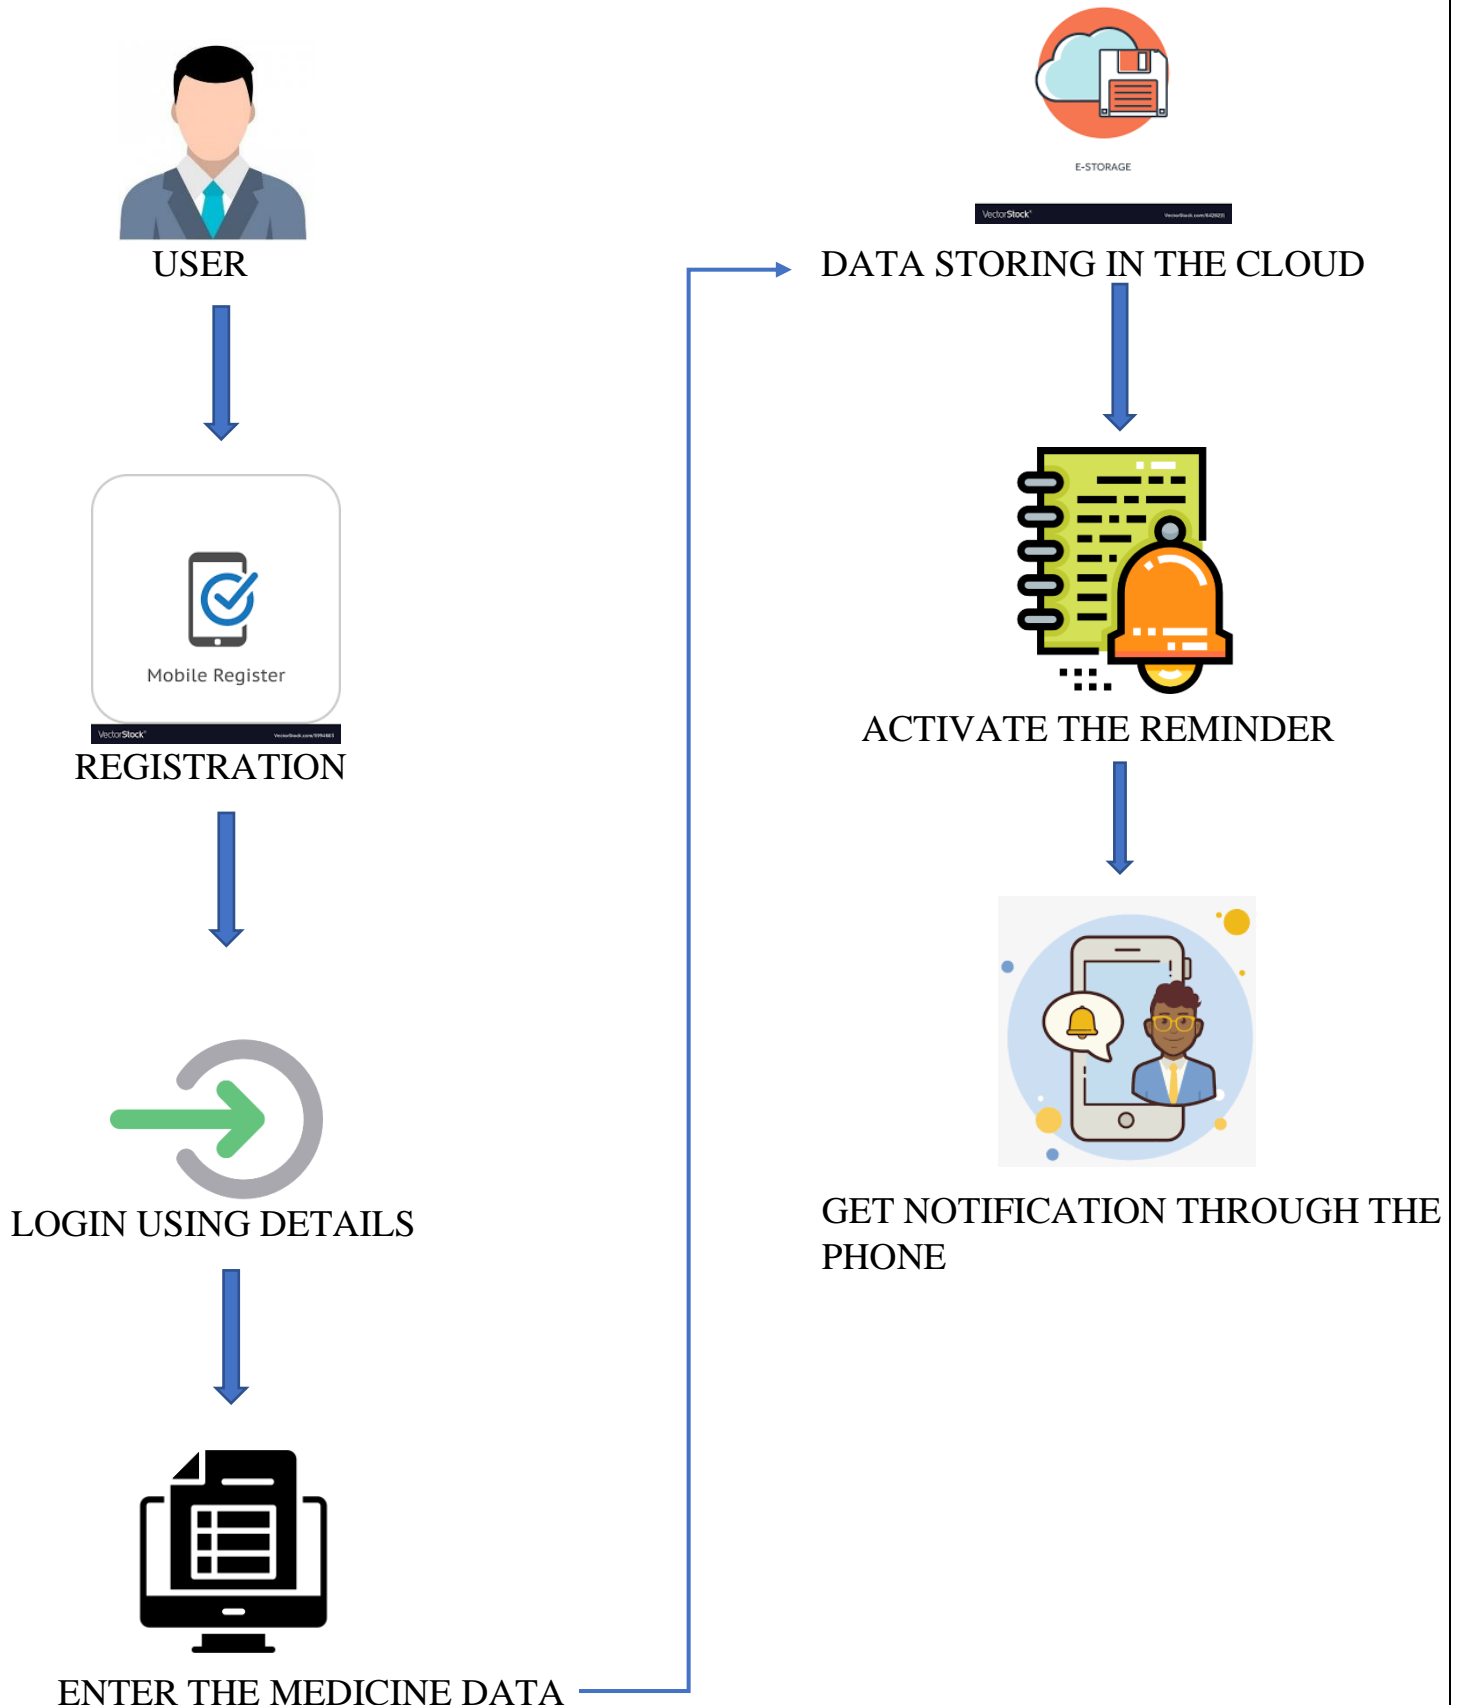 USER
Mobile Register
VectorStock®
REGISTRATION
LOGIN USING DETAILS
ENTER THE MEDICINE DATA
E-STORAGE
VectorStock®
DATA STORING IN THE CLOUD
ACTIVATE THE REMINDER
GET NOTIFICATION THROUGH THE
PHONE